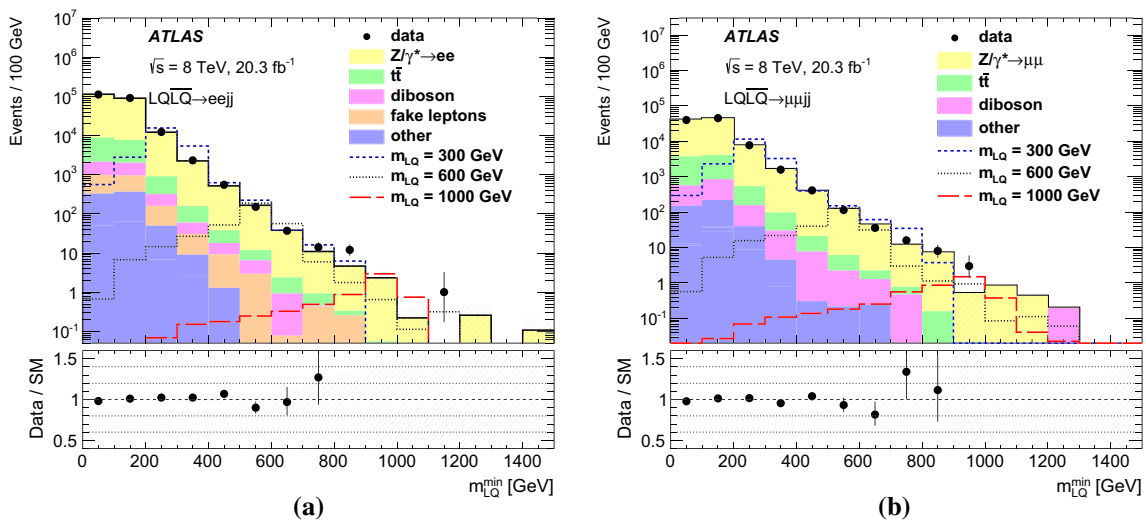 Events / 100 GeV
10⁷
10⁶
10⁵
10⁴
10³
10²
10
1
10⁻¹
ATLAS
√s = 8 TeV, 20.3 fb⁻¹
LQL̅Q̅→eejj
data
Z/γ*→ee
tt̅
diboson
fake leptons
other
m_LQ = 300 GeV
m_LQ = 600 GeV
m_LQ = 1000 GeV
Data / SM
1.5
1
0.5
0 200 400 600 800 1000 1200 1400
m_LQ^min [GeV]
(a)
Events / 100 GeV
10⁷
10⁶
10⁵
10⁴
10³
10²
10
1
10⁻¹
ATLAS
√s = 8 TeV, 20.3 fb⁻¹
LQL̅Q̅→μμjj
data
Z/γ*→μμ
tt̅
diboson
other
m_LQ = 300 GeV
m_LQ = 600 GeV
m_LQ = 1000 GeV
Data / SM
1.5
1
0.5
0 200 400 600 800 1000 1200 1400
m_LQ^min [GeV]
(b)